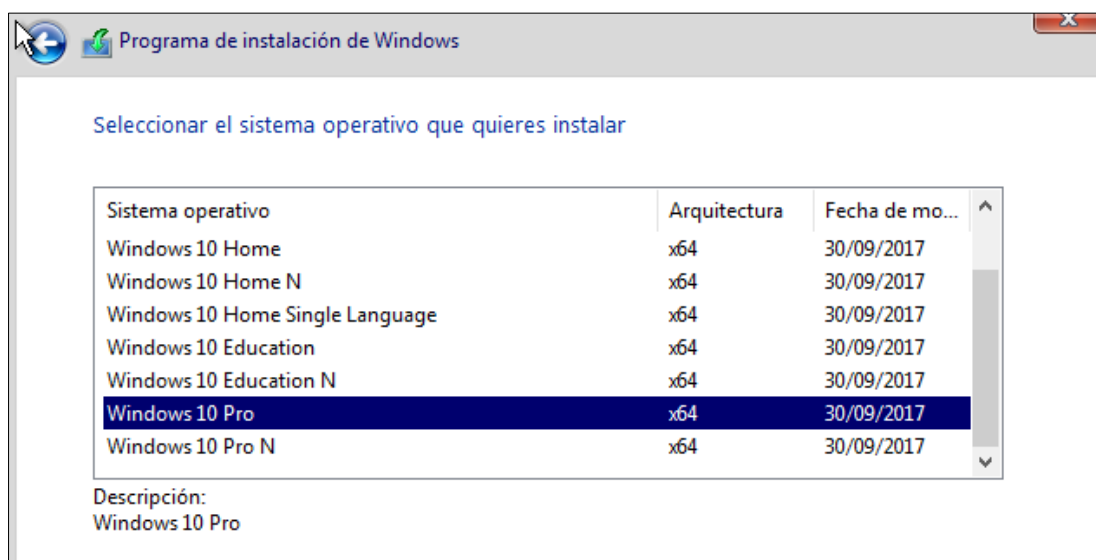 Programa de instalación de Windows
Seleccionar el sistema operativo que quieres instalar
Sistema operativo Arquitectura Fecha de mo...
Windows 10 Home x64 30/09/2017
Windows 10 Home N x64 30/09/2017
Windows 10 Home Single Language x64 30/09/2017
Windows 10 Education x64 30/09/2017
Windows 10 Education N x64 30/09/2017
Windows 10 Pro x64 30/09/2017
Windows 10 Pro N x64 30/09/2017
Descripción:
Windows 10 Pro